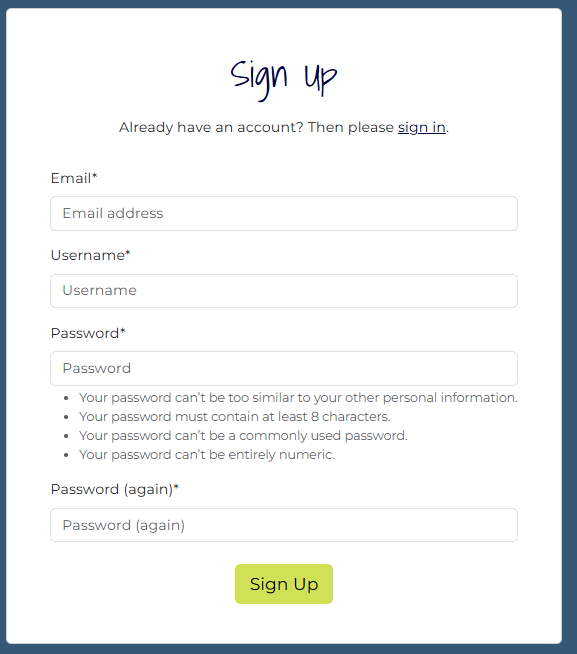 Sign Up
Already have an account? Then please sign in.
Email*
Email address
Username*
Username
Password*
Password
• Your password can’t be too similar to your other personal information.
• Your password must contain at least 8 characters.
• Your password can’t be a commonly used password.
• Your password can’t be entirely numeric.
Password (again)*
Password (again)
Sign Up